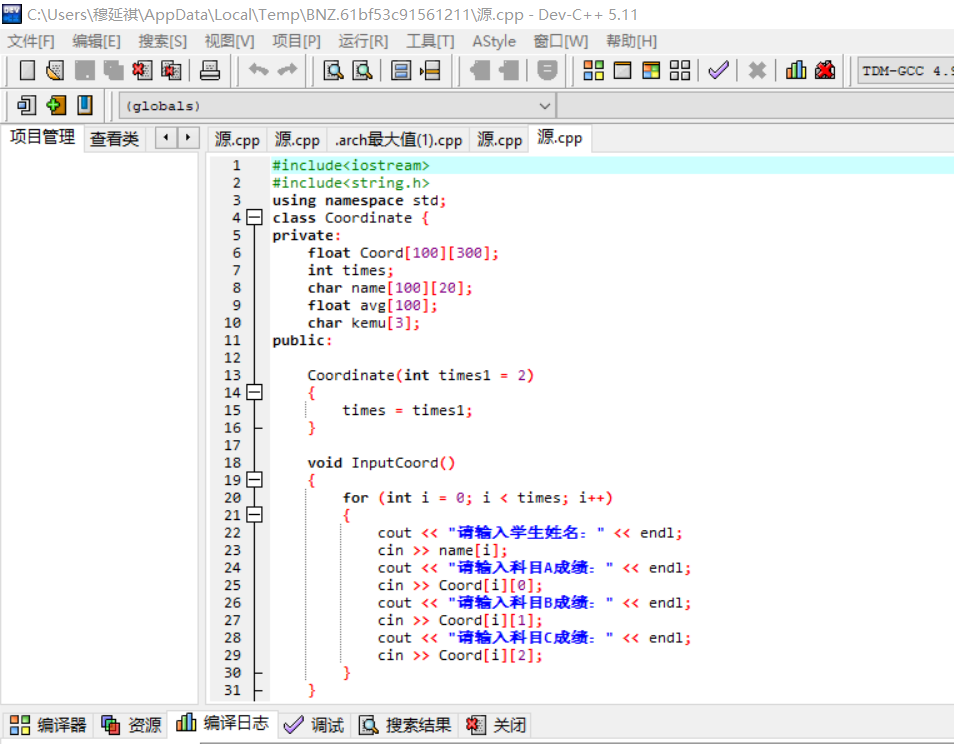 C:\Users\穆延祺\AppData\Local\Temp\BNZ.61bf53c91561211\源.cpp - Dev-C++ 5.11
文件[F] 编辑[E] 搜索[S] 视图[V] 项目[P] 运行[R] 工具[T] AStyle 窗口[W] 帮助[H]
TDM-GCC 4.9
(globals)
项目管理 查看类 源.cpp 源.cpp .arch最大值(1).cpp 源.cpp 源.cpp
1 #include<iostream>
2 #include<string.h>
3 using namespace std;
4 class Coordinate {
5 private:
6 float Coord[100][300];
7 int times;
8 char name[100][20];
9 float avg[100];
10 char kemu[3];
11 public:
12
13 Coordinate(int times1 = 2)
14 {
15 times = times1;
16 }
17
18 void InputCoord()
19 {
20 for (int i = 0; i < times; i++)
21 {
22 cout << "请输入学生姓名：" << endl;
23 cin >> name[i];
24 cout << "请输入科目A成绩：" << endl;
25 cin >> Coord[i][0];
26 cout << "请输入科目B成绩：" << endl;
27 cin >> Coord[i][1];
28 cout << "请输入科目C成绩：" << endl;
29 cin >> Coord[i][2];
30 }
31 }
编译器 资源 编译日志 调试 搜索结果 关闭